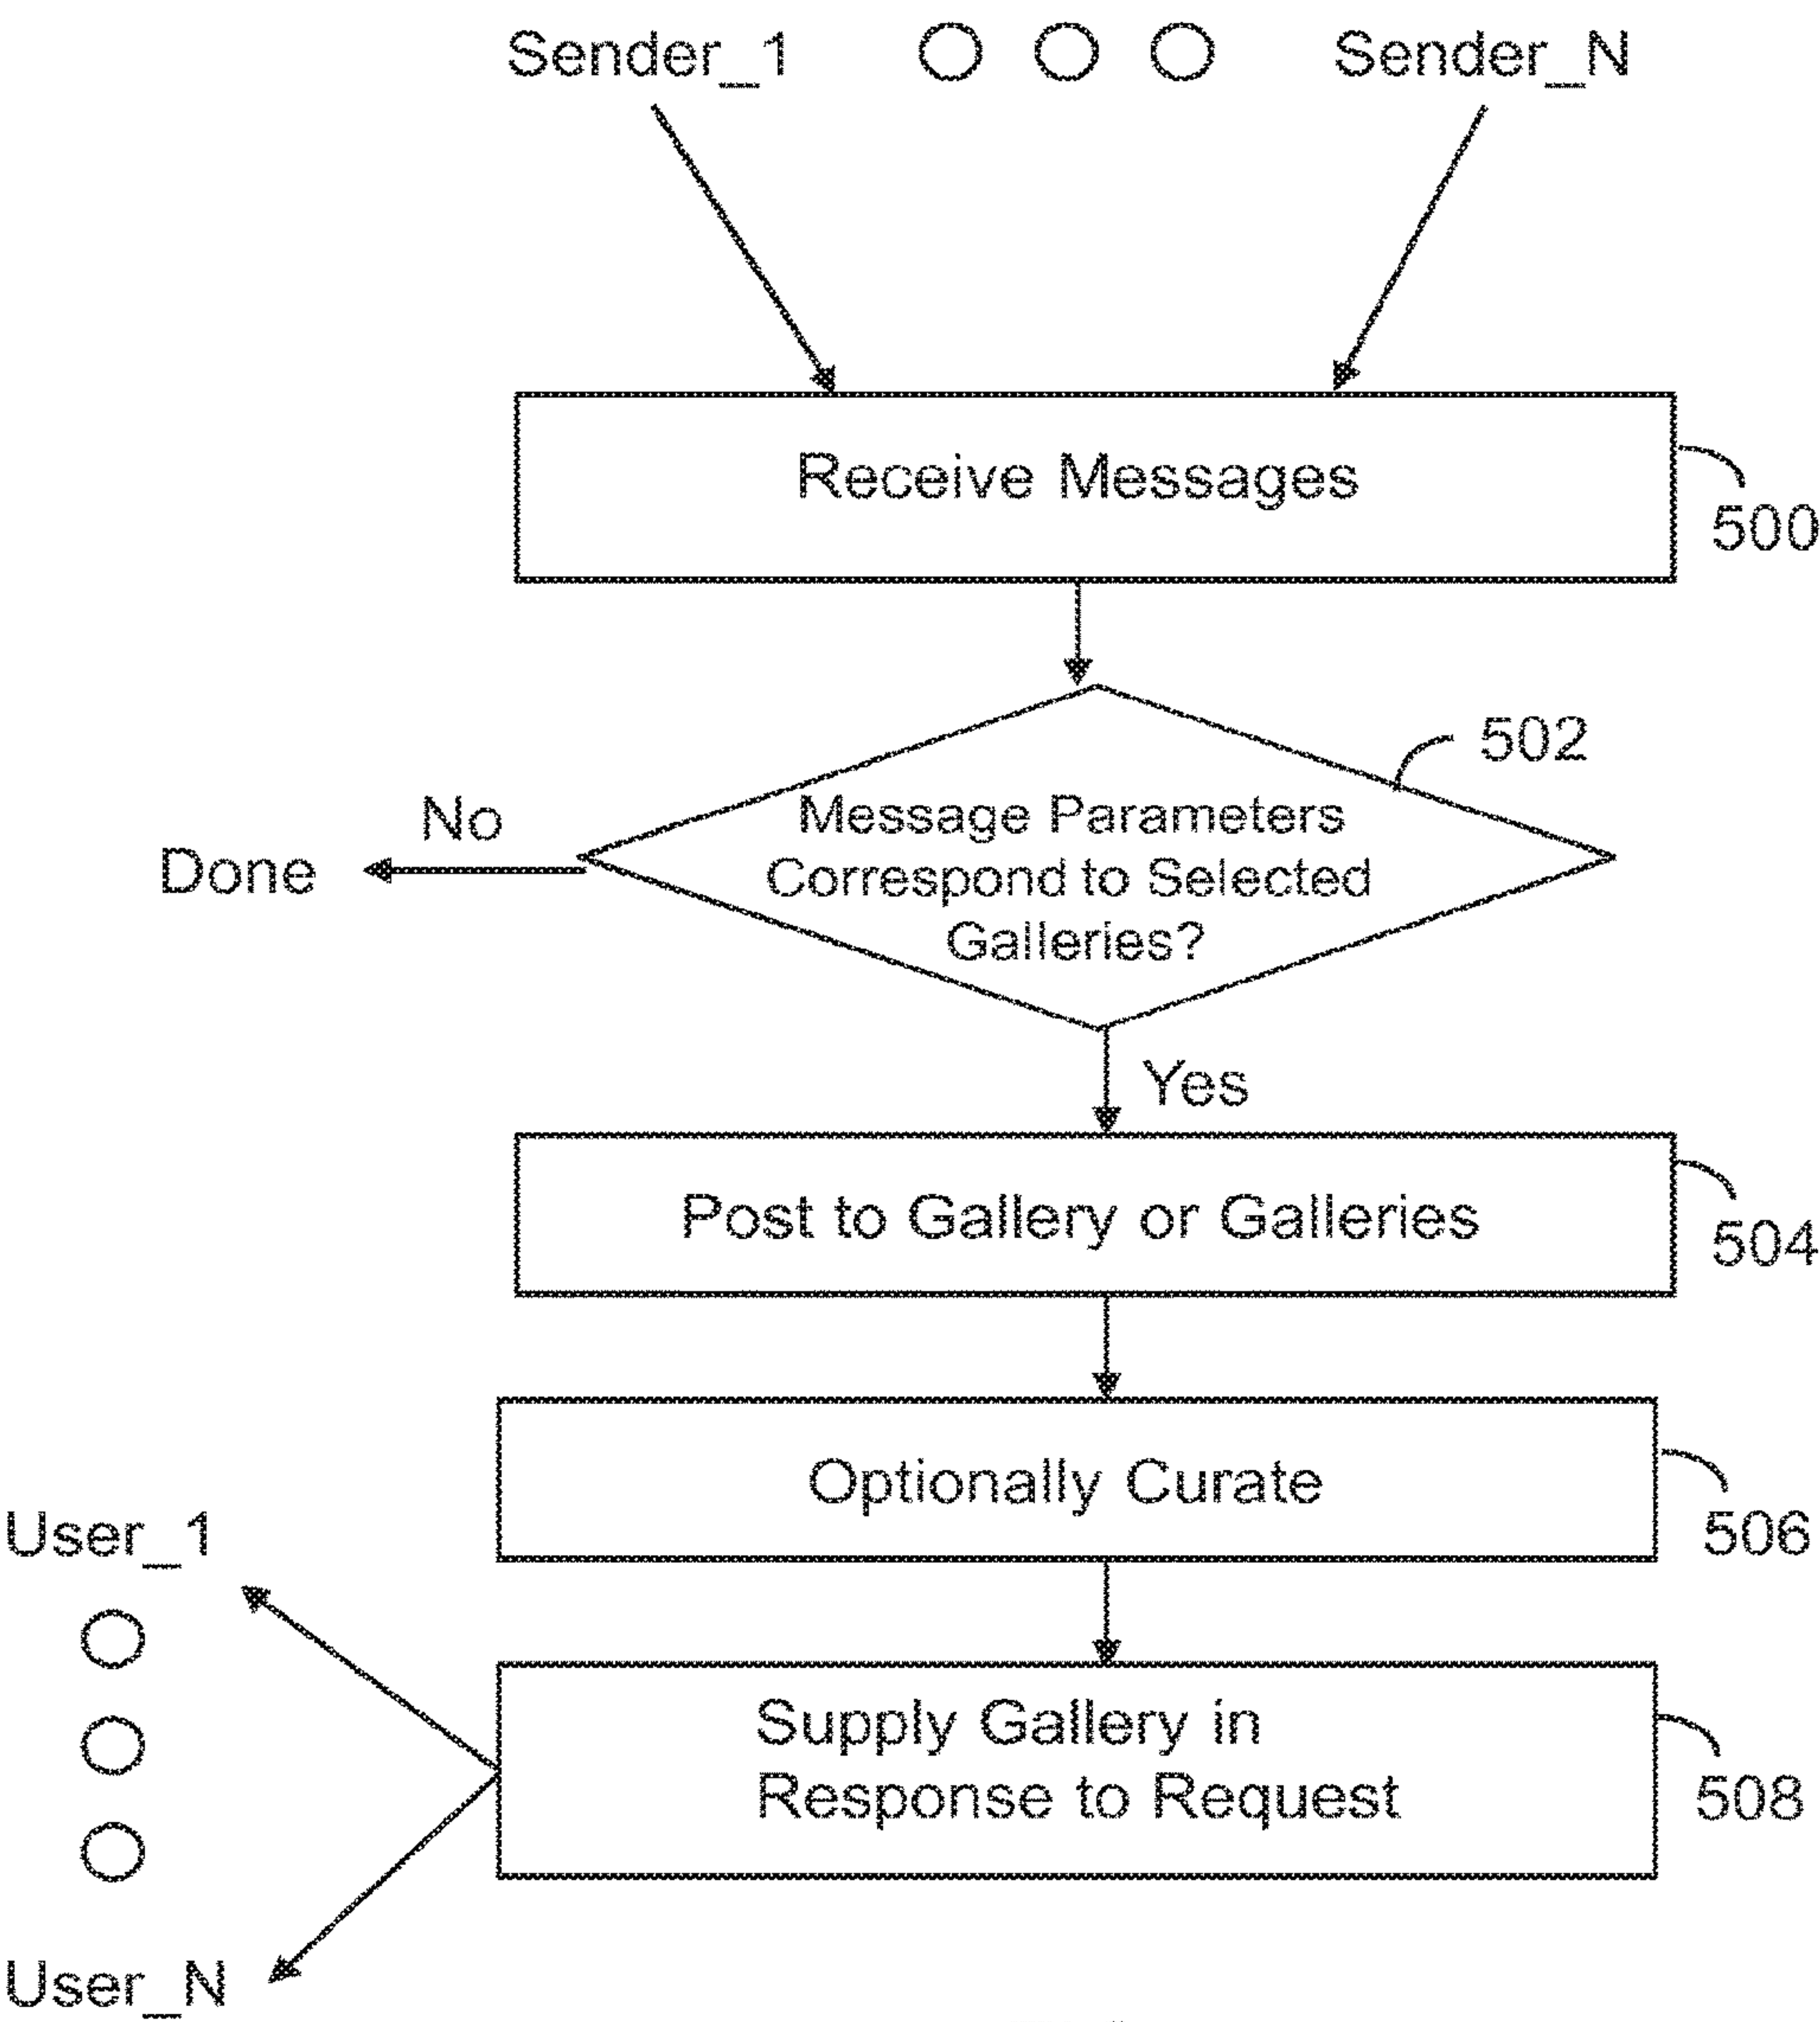 Sender_1 Sender_N
Receive Messages
500
502
Message Parameters
Correspond to Selected
Galleries?
No
Done
Yes
Post to Gallery or Galleries
504
Optionally Curate
506
User_1
Supply Gallery in
Response to Request
508
User_N